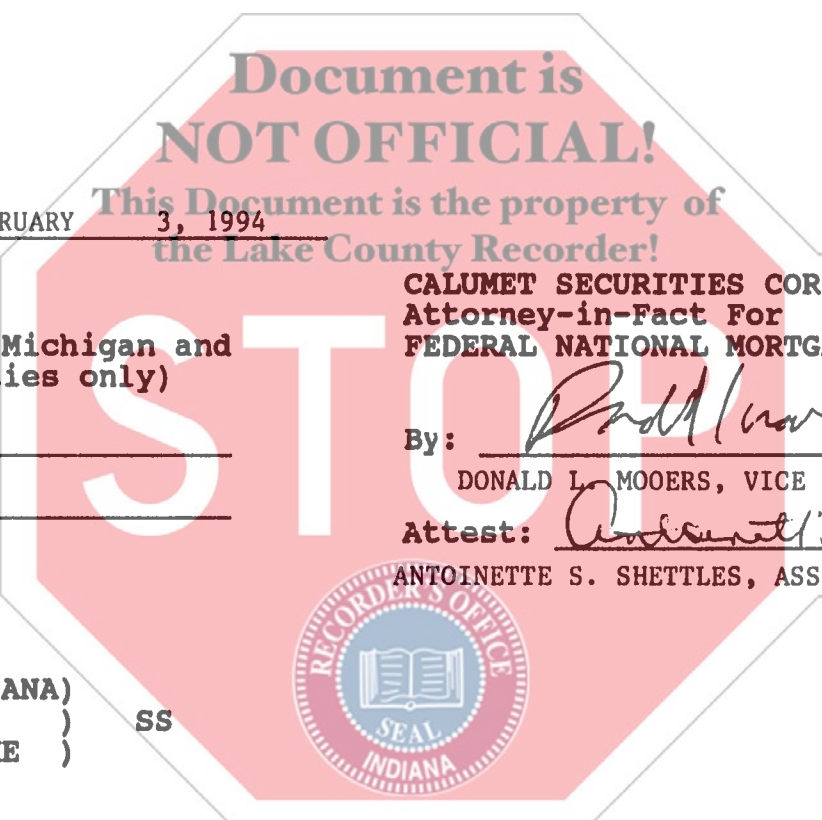 Document is
NOT OFFICIAL!
This Document is the property of
the Lake County Recorder!
RUARY 3, 1994
CALUMET SECURITIES COR
Attorney-in-Fact For
FEDERAL NATIONAL MORTGA
Michigan and
ies only)
STOP
By:
DONALD L. MOOERS, VICE
Attest:
ANTOINETTE S. SHETTLES, ASS
RECORDER'S OFFICE
SEAL
INDIANA
ANA)
) SS
E )